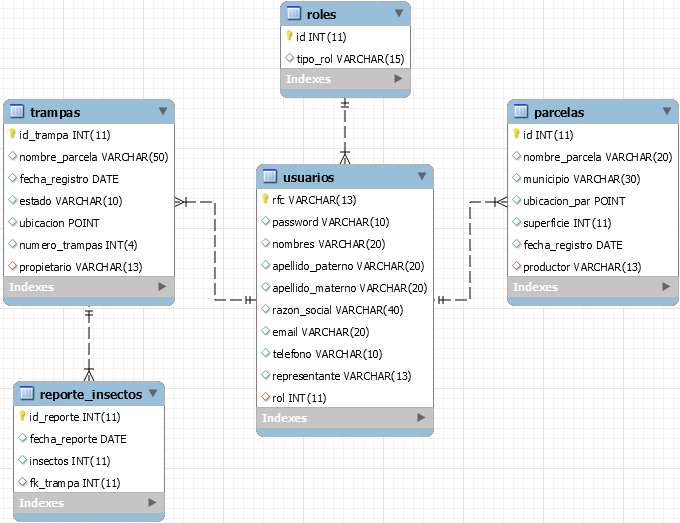 roles
id INT(11)
tipo_rol VARCHAR(15)
Indexes
trampas
id_trampa INT(11)
nombre_parcela VARCHAR(50)
fecha_registro DATE
estado VARCHAR(10)
ubicacion POINT
numero_trampas INT(4)
propietario VARCHAR(13)
Indexes
usuarios
rfc VARCHAR(13)
password VARCHAR(10)
nombres VARCHAR(20)
apellido_paterno VARCHAR(20)
apellido_materno VARCHAR(20)
razon_social VARCHAR(40)
email VARCHAR(20)
telefono VARCHAR(10)
representante VARCHAR(13)
rol INT(11)
Indexes
parcelas
id INT(11)
nombre_parcela VARCHAR(20)
municipio VARCHAR(30)
ubicacion_par POINT
superficie INT(11)
fecha_registro DATE
productor VARCHAR(13)
Indexes
reporte_insectos
id_reporte INT(11)
fecha_reporte DATE
insectos INT(11)
fk_trampa INT(11)
Indexes